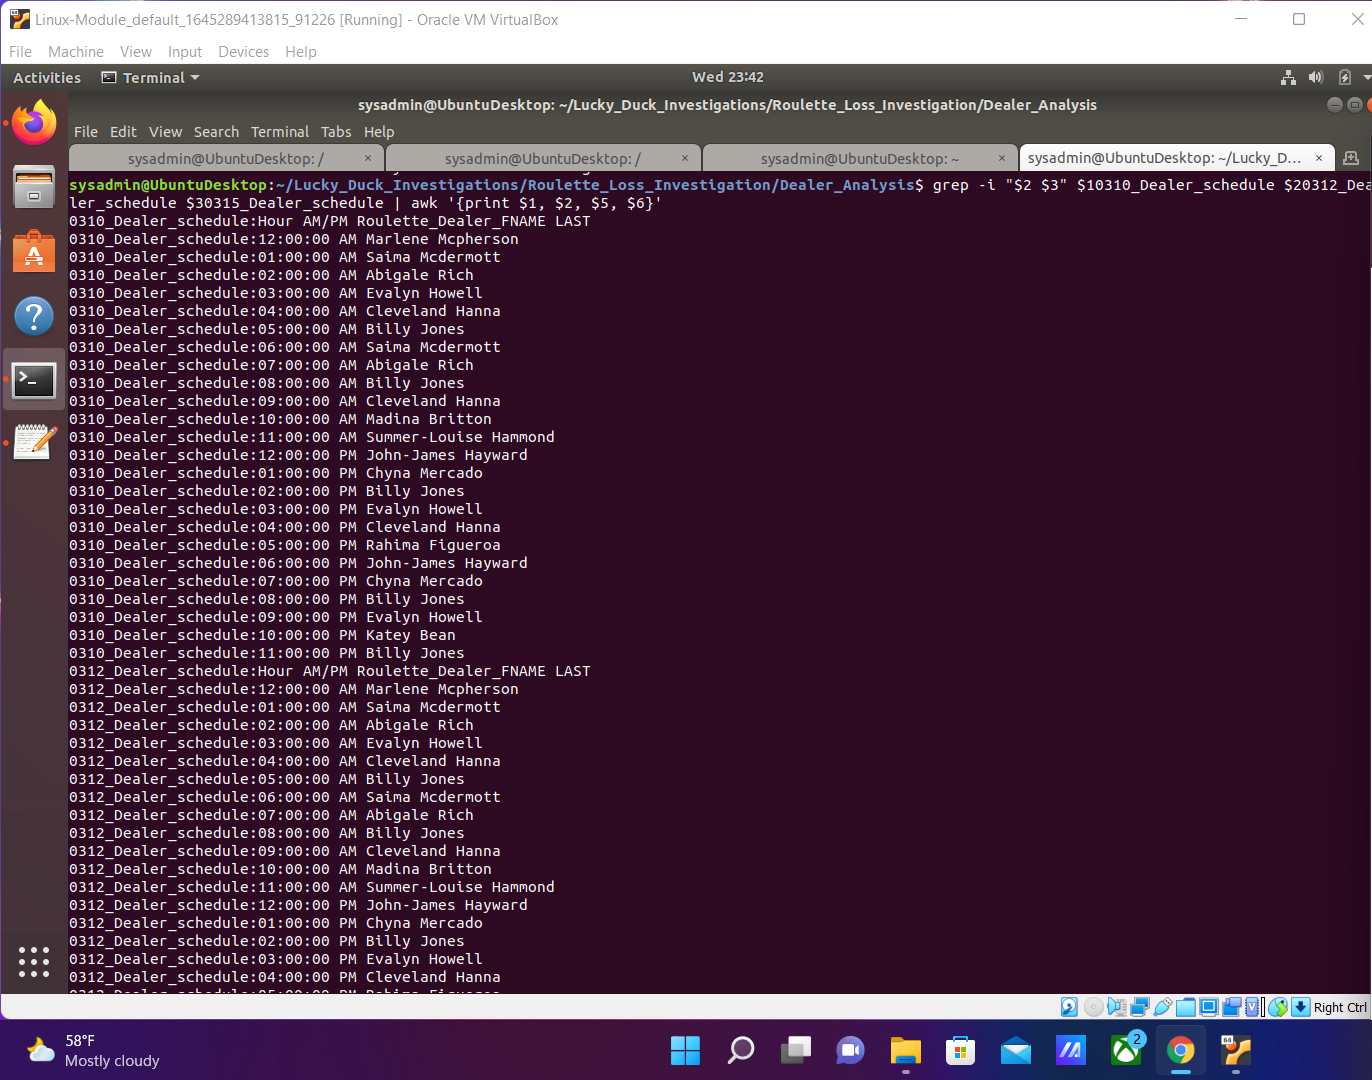 Linux-Module_default_1645289413815_91226 [Running] - Oracle VM VirtualBox
File Machine View Input Devices Help
Activities Terminal Wed 23:42
sysadmin@UbuntuDesktop: ~/Lucky_Duck_Investigations/Roulette_Loss_Investigation/Dealer_Analysis
File Edit View Search Terminal Tabs Help
sysadmin@UbuntuDesktop: / × sysadmin@UbuntuDesktop: / × sysadmin@UbuntuDesktop: ~ × sysadmin@UbuntuDesktop: ~/Lucky_D... ×
sysadmin@UbuntuDesktop:~/Lucky_Duck_Investigations/Roulette_Loss_Investigation/Dealer_Analysis$ grep -i "$2 $3" $10310_Dealer_schedule $20312_Dea
ler_schedule $30315_Dealer_schedule | awk '{print $1, $2, $5, $6}'
0310_Dealer_schedule:Hour AM/PM Roulette_Dealer_FNAME LAST
0310_Dealer_schedule:12:00:00 AM Marlene Mcpherson
0310_Dealer_schedule:01:00:00 AM Saima Mcdermott
0310_Dealer_schedule:02:00:00 AM Abigale Rich
0310_Dealer_schedule:03:00:00 AM Evalyn Howell
0310_Dealer_schedule:04:00:00 AM Cleveland Hanna
0310_Dealer_schedule:05:00:00 AM Billy Jones
0310_Dealer_schedule:06:00:00 AM Saima Mcdermott
0310_Dealer_schedule:07:00:00 AM Abigale Rich
0310_Dealer_schedule:08:00:00 AM Billy Jones
0310_Dealer_schedule:09:00:00 AM Cleveland Hanna
0310_Dealer_schedule:10:00:00 AM Madina Britton
0310_Dealer_schedule:11:00:00 AM Summer-Louise Hammond
0310_Dealer_schedule:12:00:00 PM John-James Hayward
0310_Dealer_schedule:01:00:00 PM Chyna Mercado
0310_Dealer_schedule:02:00:00 PM Billy Jones
0310_Dealer_schedule:03:00:00 PM Evalyn Howell
0310_Dealer_schedule:04:00:00 PM Cleveland Hanna
0310_Dealer_schedule:05:00:00 PM Rahima Figueroa
0310_Dealer_schedule:06:00:00 PM John-James Hayward
0310_Dealer_schedule:07:00:00 PM Chyna Mercado
0310_Dealer_schedule:08:00:00 PM Billy Jones
0310_Dealer_schedule:09:00:00 PM Evalyn Howell
0310_Dealer_schedule:10:00:00 PM Katey Bean
0310_Dealer_schedule:11:00:00 PM Billy Jones
0312_Dealer_schedule:Hour AM/PM Roulette_Dealer_FNAME LAST
0312_Dealer_schedule:12:00:00 AM Marlene Mcpherson
0312_Dealer_schedule:01:00:00 AM Saima Mcdermott
0312_Dealer_schedule:02:00:00 AM Abigale Rich
0312_Dealer_schedule:03:00:00 AM Evalyn Howell
0312_Dealer_schedule:04:00:00 AM Cleveland Hanna
0312_Dealer_schedule:05:00:00 AM Billy Jones
0312_Dealer_schedule:06:00:00 AM Saima Mcdermott
0312_Dealer_schedule:07:00:00 AM Abigale Rich
0312_Dealer_schedule:08:00:00 AM Billy Jones
0312_Dealer_schedule:09:00:00 AM Cleveland Hanna
0312_Dealer_schedule:10:00:00 AM Madina Britton
0312_Dealer_schedule:11:00:00 AM Summer-Louise Hammond
0312_Dealer_schedule:12:00:00 PM John-James Hayward
0312_Dealer_schedule:01:00:00 PM Chyna Mercado
0312_Dealer_schedule:02:00:00 PM Billy Jones
0312_Dealer_schedule:03:00:00 PM Evalyn Howell
0312_Dealer_schedule:04:00:00 PM Cleveland Hanna
Right Ctrl
58°F
Mostly cloudy
2
64